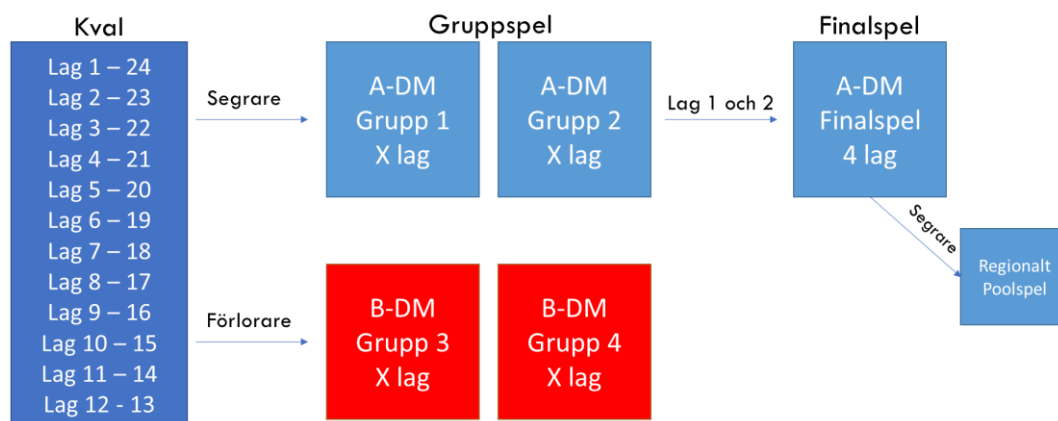 Kval
Lag 1 – 24
Lag 2 – 23
Lag 3 – 22
Lag 4 – 21
Lag 5 – 20
Lag 6 – 19
Lag 7 – 18
Lag 8 – 17
Lag 9 – 16
Lag 10 – 15
Lag 11 – 14
Lag 12 - 13
Segrare
Förlorare
Gruppspel
A-DM
Grupp 1
X lag
A-DM
Grupp 2
X lag
B-DM
Grupp 3
X lag
B-DM
Grupp 4
X lag
Lag 1 och 2
Finalspel
A-DM
Finalspel
4 lag
Segrare
Regionalt
Poolspel